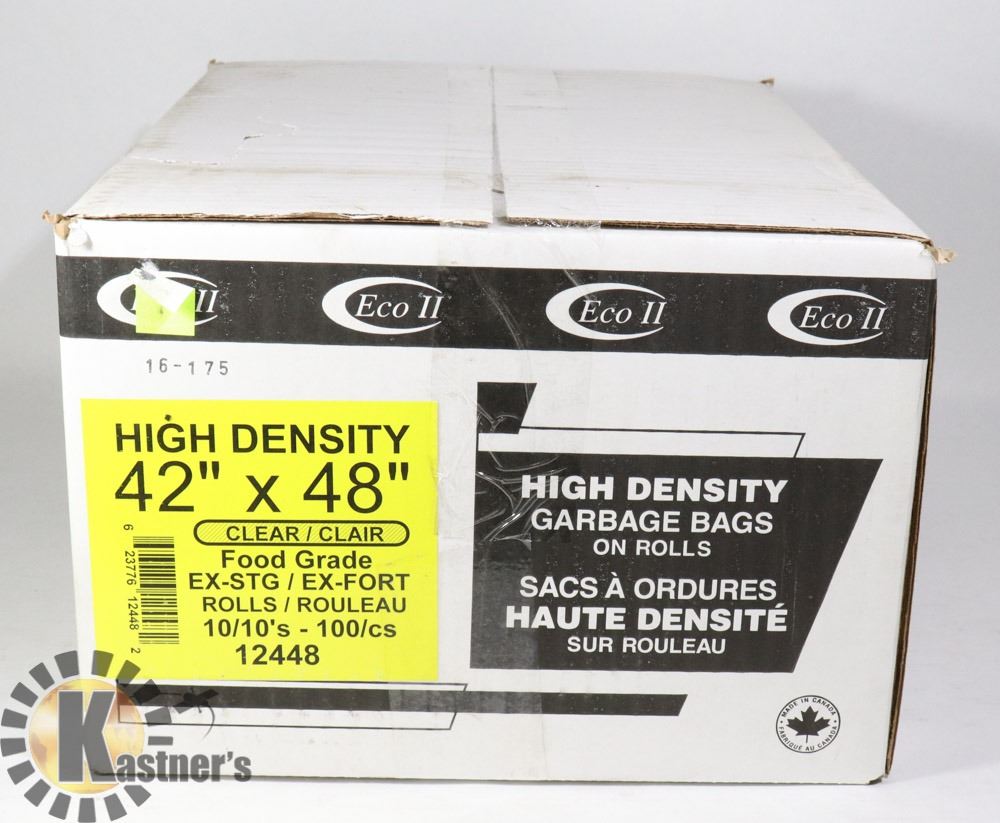 II
Eco II
Eco II
Eco II
16-175
HIGH DENSITY
42" x 48"
CLEAR / CLAIR
Food Grade
EX-STG / EX-FORT
ROLLS / ROULEAU
10/10's - 100/cs
12448
6 23776 12448 2
HIGH DENSITY
GARBAGE BAGS
ON ROLLS
SACS À ORDURES
HAUTE DENSITÉ
SUR ROULEAU
MADE IN CANADA
FABRIQUÉ AU CANADA
Kastner's